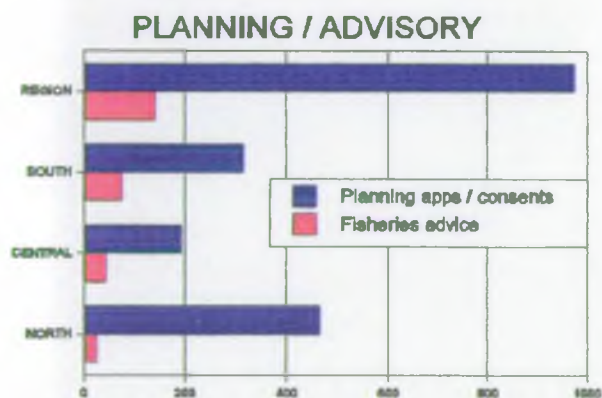 PLANNING / ADVISORY
REGION
SOUTH
Planning apps / consents
Fisheries advice
CENTRAL
NORTH
0 200 400 600 800 1000